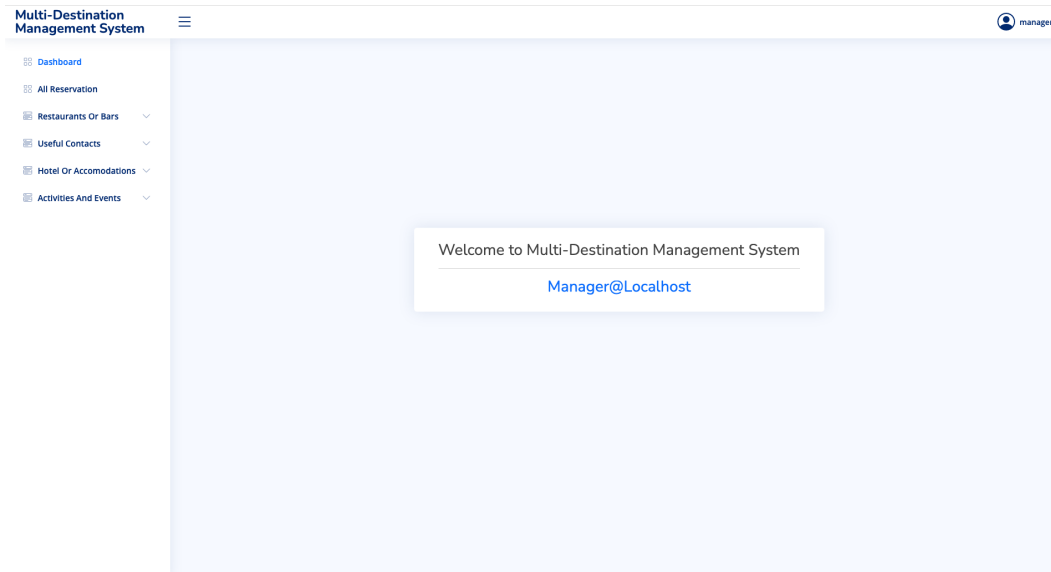 Multi-Destination
Management System
manager
Dashboard
All Reservation
Restaurants Or Bars
Useful Contacts
Hotel Or Accomodations
Activities And Events
Welcome to Multi-Destination Management System
Manager@Localhost